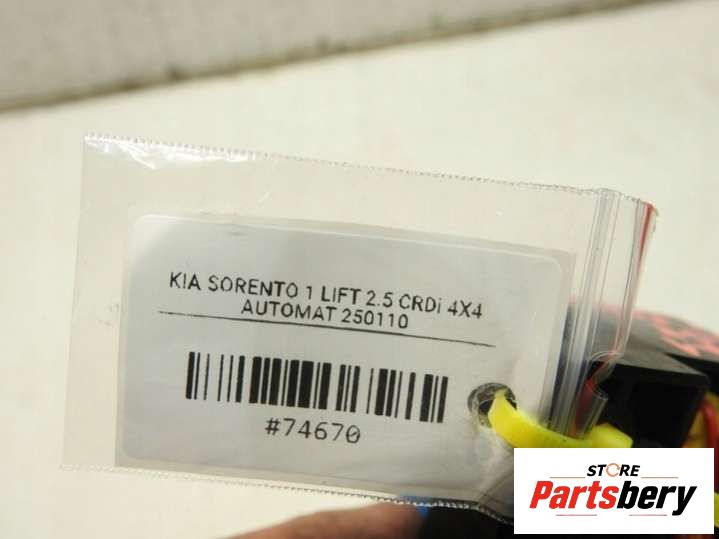 KIA SORENTO 1 LIFT 2.5 CRDi 4X4
AUTOMAT 250110
#74670
STORE
Partsbery